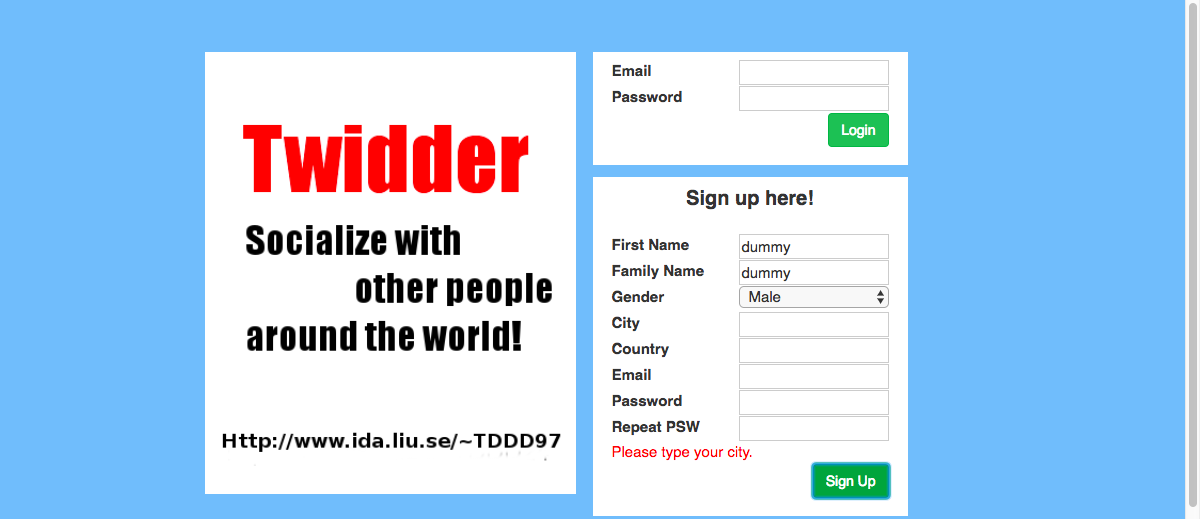 Twidder
Socialize with
other people
around the world!
Http://www.ida.liu.se/~TDDD97
Email
Password
Login
Sign up here!
First Name dummy
Family Name dummy
Gender Male
City
Country
Email
Password
Repeat PSW
Please type your city.
Sign Up